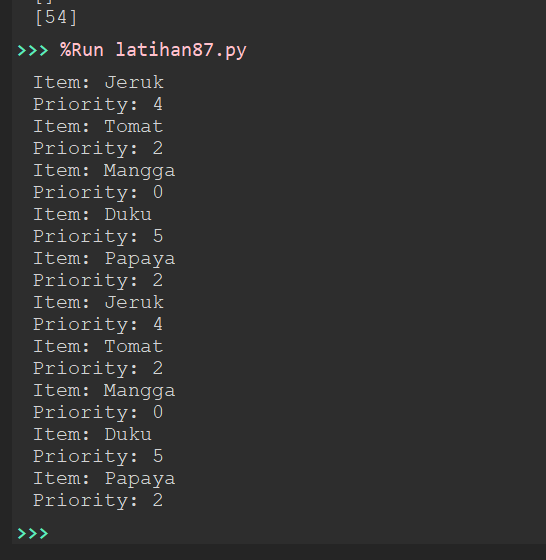 []
[54]
>>> %Run latihan87.py
Item: Jeruk
Priority: 4
Item: Tomat
Priority: 2
Item: Mangga
Priority: 0
Item: Duku
Priority: 5
Item: Papaya
Priority: 2
Item: Jeruk
Priority: 4
Item: Tomat
Priority: 2
Item: Mangga
Priority: 0
Item: Duku
Priority: 5
Item: Papaya
Priority: 2
>>>